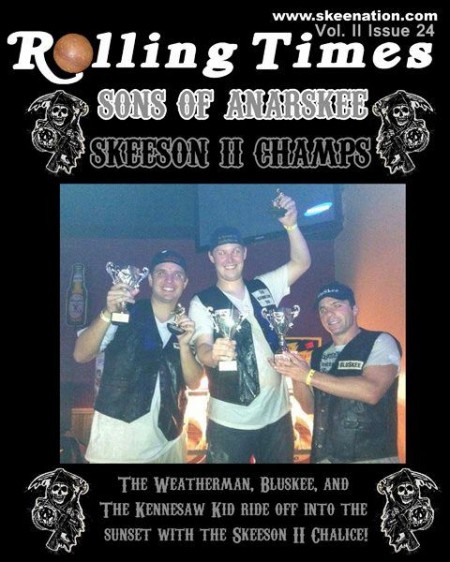 www.skeenation.com
Vol. II Issue 24
Rolling Times
SONS OF ANARSKEE
SKEESON II CHAMPS
BLUSKEE
THE WEATHERMAN, BLUSKEE, AND
THE KENNESAW KID RIDE OFF INTO THE
SUNSET WITH THE SKEESON II CHALICE!